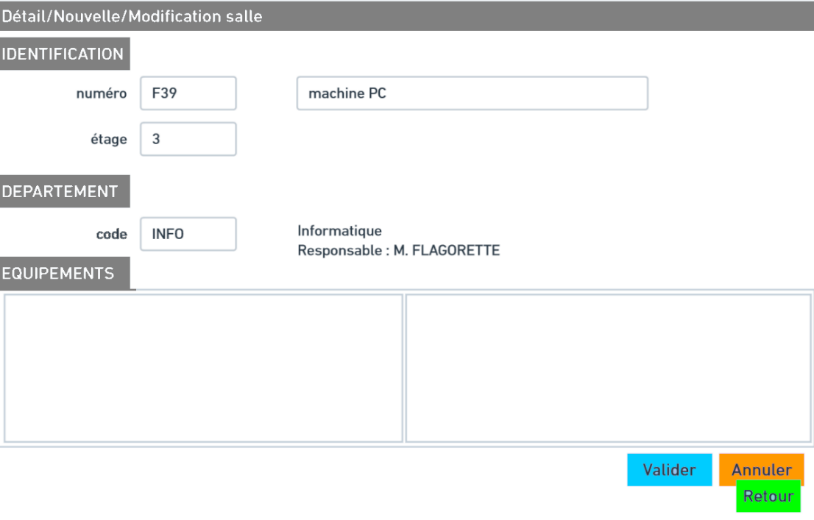 Détail/Nouvelle/Modification salle
IDENTIFICATION
numéro F39 machine PC
étage 3
DEPARTEMENT
code INFO Informatique
Responsable : M. FLAGORETTE
EQUIPEMENTS
Valider Annuler
Retour